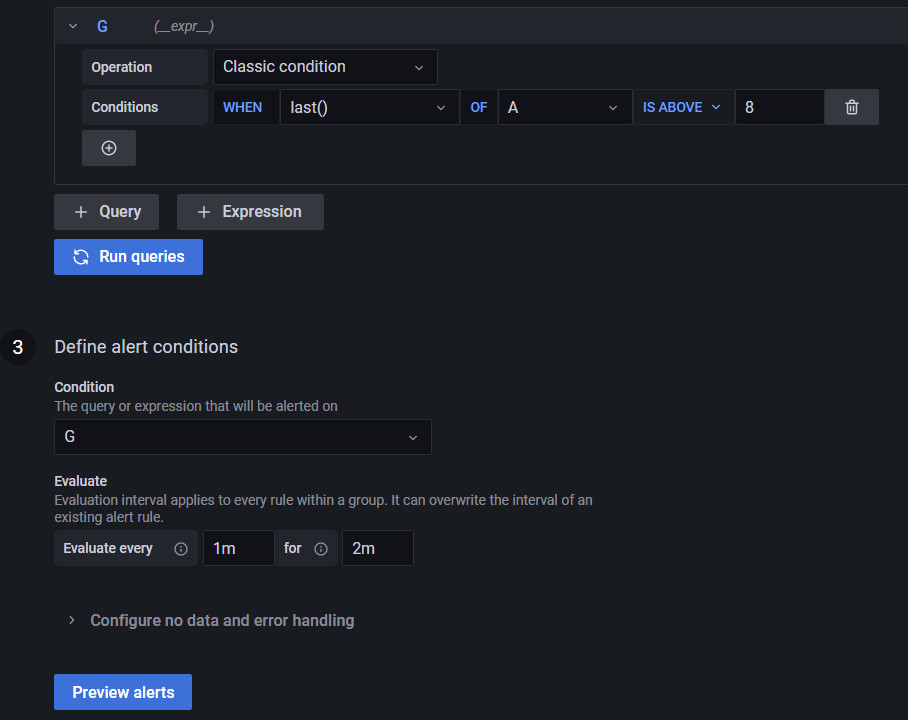 G (__expr__)
Operation Classic condition
Conditions WHEN last() OF A IS ABOVE 8
+ Query + Expression
Run queries
3 Define alert conditions
Condition
The query or expression that will be alerted on
G
Evaluate
Evaluation interval applies to every rule within a group. It can overwrite the interval of an
existing alert rule.
Evaluate every 1m for 2m
Configure no data and error handling
Preview alerts